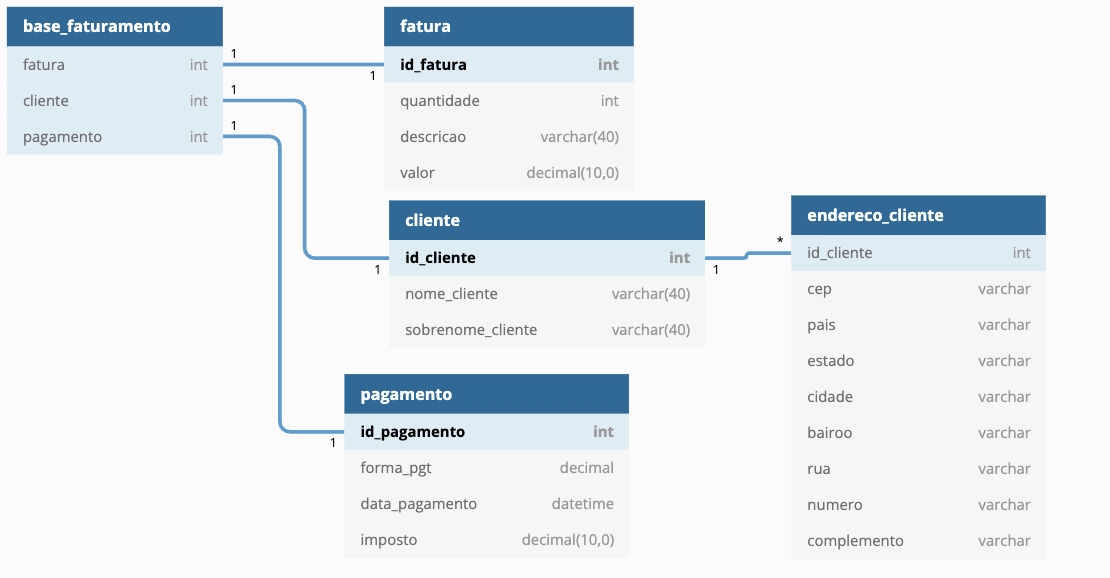 base_faturamento
fatura int
cliente int
pagamento int
1
1
1
1
1
1
fatura
id_fatura int
quantidade int
descricao varchar(40)
valor decimal(10,0)
cliente
id_cliente int
nome_cliente varchar(40)
sobrenome_cliente varchar(40)
1
*
pagamento
id_pagamento int
forma_pgt decimal
data_pagamento datetime
imposto decimal(10,0)
endereco_cliente
id_cliente int
cep varchar
pais varchar
estado varchar
cidade varchar
bairoo varchar
rua varchar
numero varchar
complemento varchar